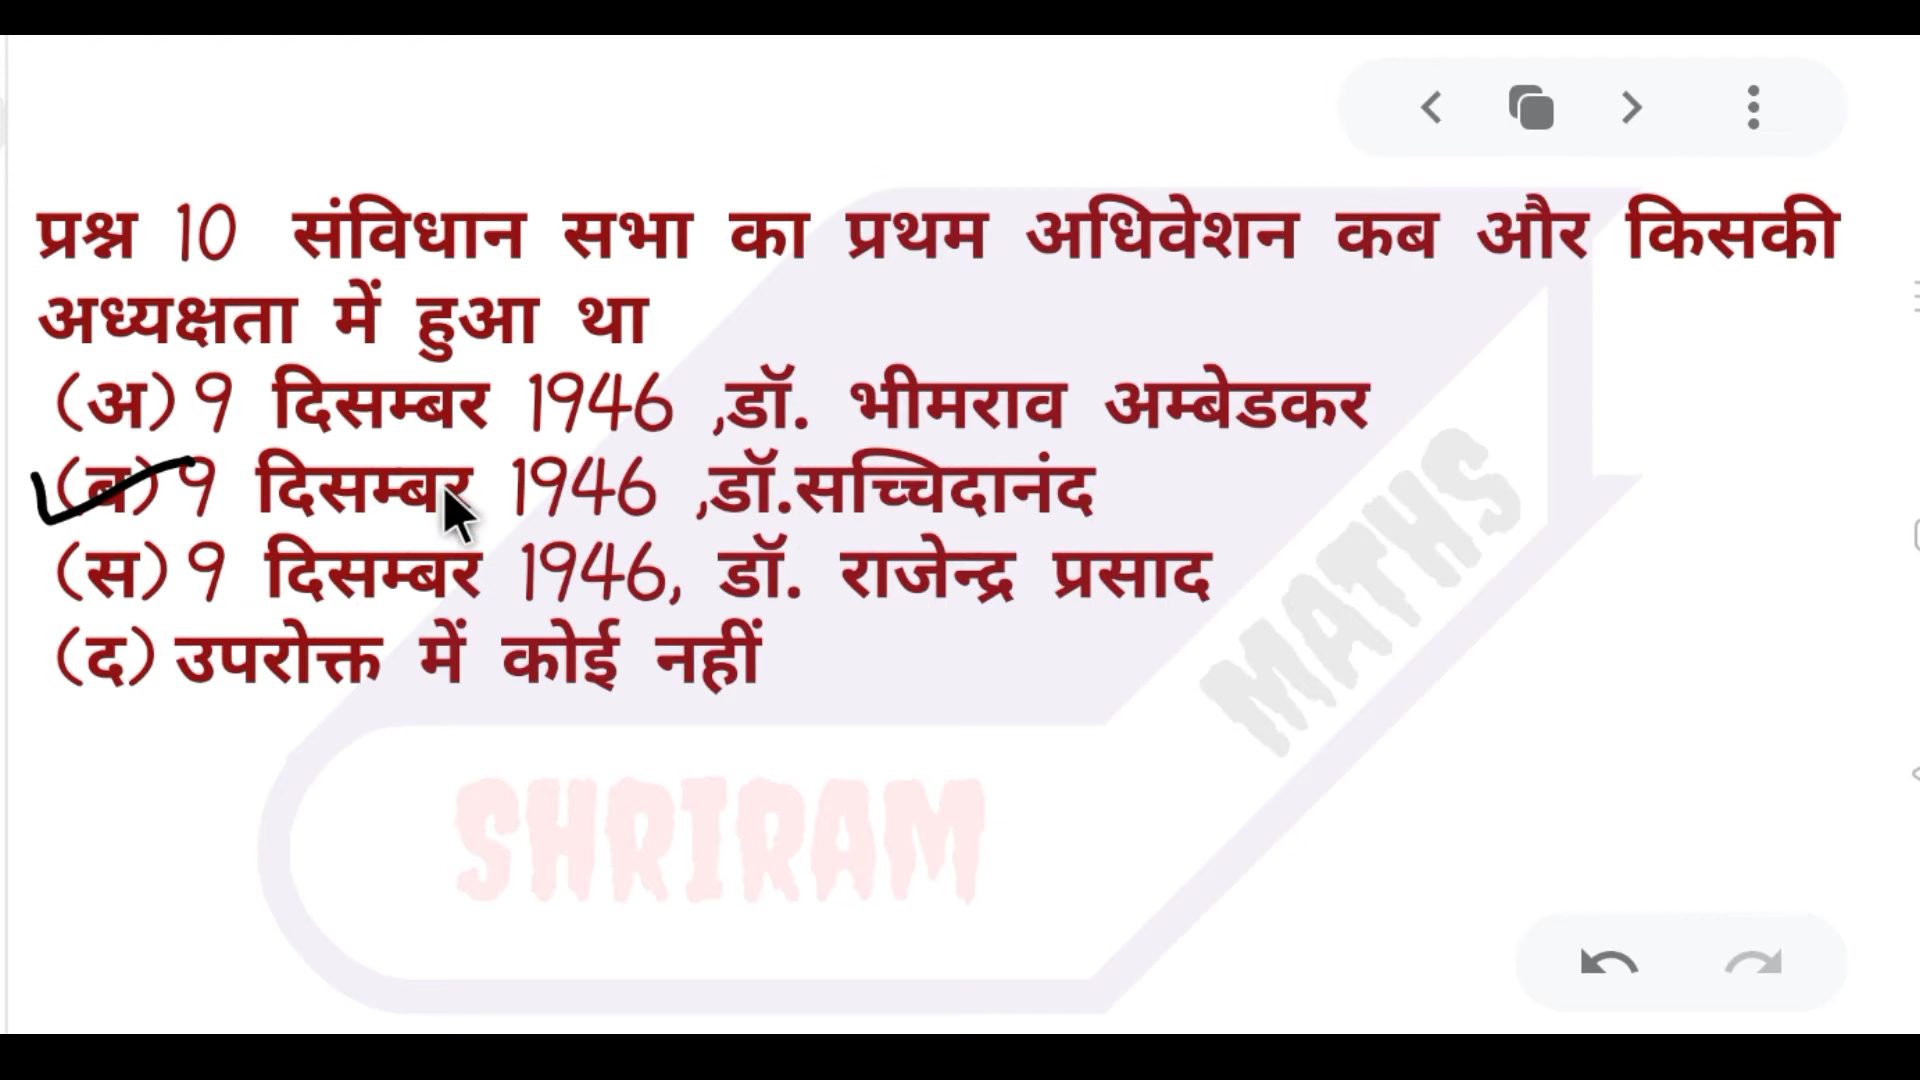 प्रश्न 10 संविधान सभा का प्रथम अधिवेशन कब और किसकी
अध्यक्षता में हुआ था
(अ) 9 दिसम्बर 1946 ,डॉ. भीमराव अम्बेडकर
(ब) 9 दिसम्बर 1946 ,डॉ.सच्चिदानंद
(स) 9 दिसम्बर 1946, डॉ. राजेन्द्र प्रसाद
(द) उपरोक्त में कोई नहीं
MATHS
SHRIRAM